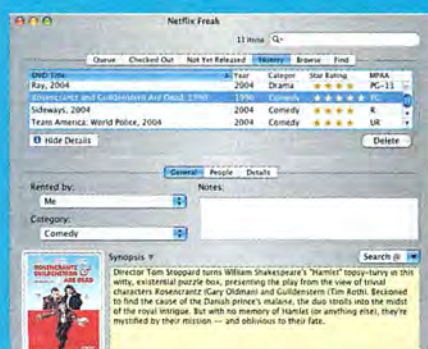 Netflix Freak
11 items
Queue Checked Out Not Yet Released History Browse Find
DVD Title Year Categor Star Rating MPAA
Ray, 2004 2004 Drama PG-13
Rosencrantz and Guildenstern Are Dead, 1990 1990 Comedy PG
Sideways, 2004 2004 Comedy R
Team America: World Police, 2004 2004 Comedy UR
Hide Details Delete
General People Details
Rented by: Notes:
Me
Category:
Comedy
Synopsis Search @
ROSENCRANTZ &
GUILDENSTERN
ARE DEAD
Director Tom Stoppard turns William Shakespeare's "Hamlet" topsy-turvy in this
witty, existential puzzle box, presenting the play from the view of trivial
characters Rosencrantz (Gary Oldman) and Guildenstern (Tim Roth). Beckoned
to find the cause of the Danish prince's malaise, the duo strolls into the midst
of the royal intrigue. But with no memory of Hamlet (or anything else), they're
mystified by their mission — and oblivious to their fate.